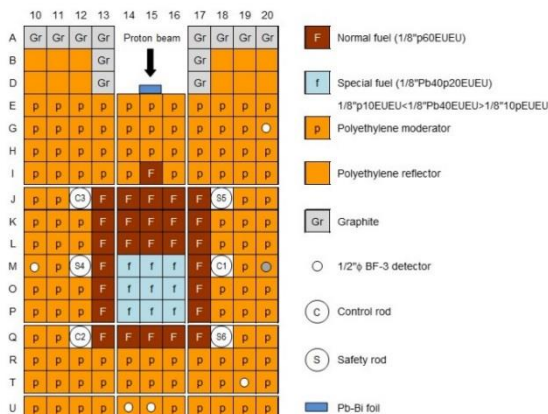 10 11 12 13 14 15 16 17 18 19 20
A Gr Gr Gr Gr Proton beam Gr Gr Gr Gr
B Gr Gr
D Gr Gr
E p p p p p p p p p p p
G p p p p p p p p p p
H p p p p p p p p p p p
I p p p p p F p p p p p
J p p C3 F F F F F S5 p p
K p p p F F F F F p p p
L p p p F F F F F p p p
M p S4 F f f f F C1 p
O p p p F f f f F p p p
P p p p F f f f F p p p
Q p p C2 F F F F F S6 p p
R p p p p p p p p p p p
T p p p p p p p p p p
U p p p p p p p p p
F Normal fuel (1/8"p60EUEU)
f Special fuel (1/8"Pb40p20EUEU)
1/8"p10EUEU<1/8"Pb40EUEU>1/8"10pEUEU
p Polyethylene moderator
Polyethylene reflector
Gr Graphite
1/2"ϕ BF-3 detector
C Control rod
S Safety rod
Pb-Bi foil